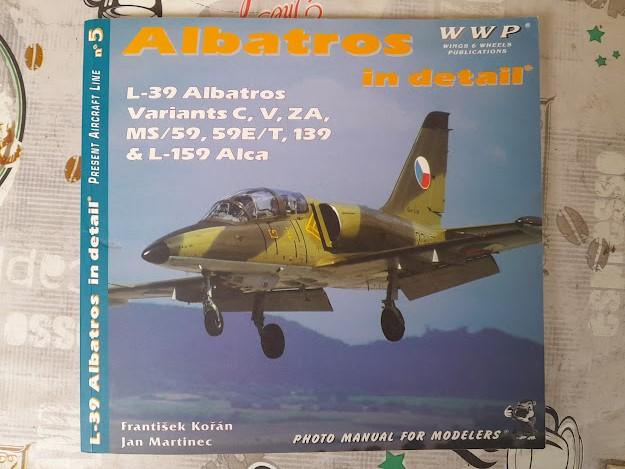 Albatros
in detail®
WWP®
WINGS & WHEELS
PUBLICATIONS
L-39 Albatros
Variants C, V, ZA,
MS/59, 59E/T, 139
& L-159 Alca
František Kořán
Jan Martinec
PHOTO MANUAL FOR MODELERS®
L-39 Albatros in detail® PRESENT AIRCRAFT LINE nº5